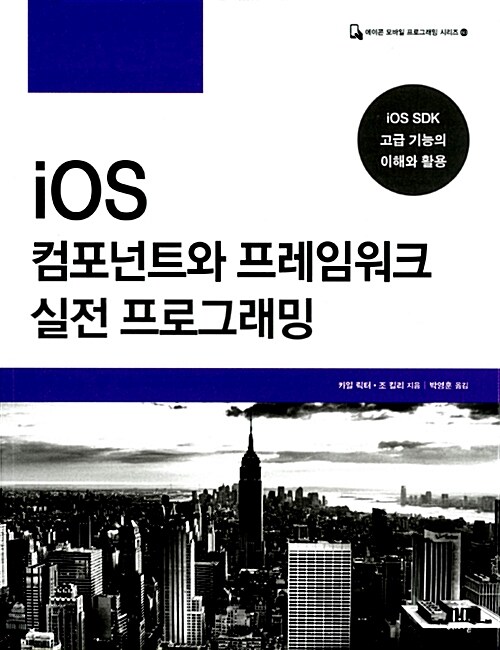 에이콘 모바일 프로그래밍 시리즈
iOS SDK
고급 기능의
이해와 활용
iOS
컴포넌트와 프레임워크
실전 프로그래밍
카일 릭터 • 조 킬리 지음 | 박영훈 옮김